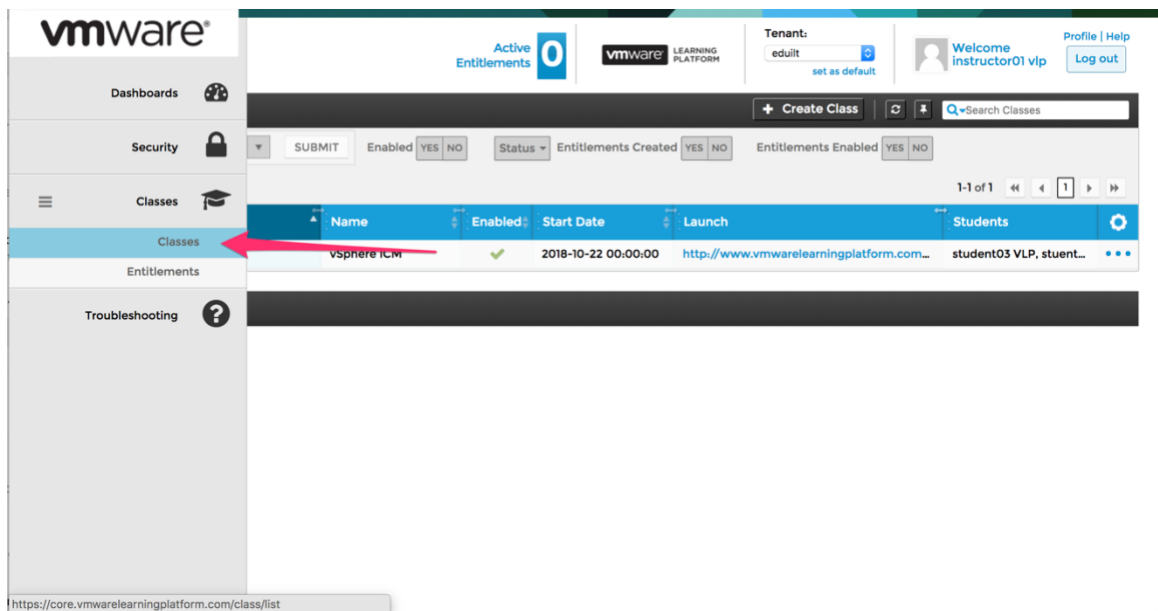 vmware®
Active
Entitlements
0
vmware®
LEARNING
PLATFORM
Tenant:
eduilt
set as default
Welcome
instructor01 vlp
Profile | Help
Log out
Dashboards
Security
Classes
Classes
Entitlements
Troubleshooting
+ Create Class
Search Classes
SUBMIT
Enabled YES NO
Status
Entitlements Created YES NO
Entitlements Enabled YES NO
1-1 of 1
1
Name Enabled Start Date Launch Students
vSphere ICM 2018-10-22 00:00:00 http://www.vmwarelearningplatform.com... student03 VLP, stuent...
https://core.vmwarelearningplatform.com/class/list